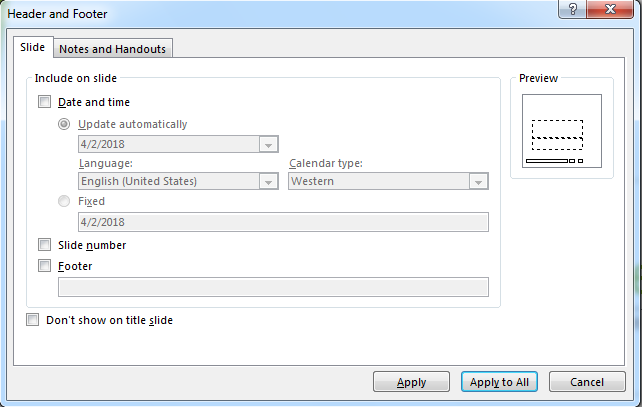 Header and Footer
Slide
Notes and Handouts
Include on slide
Preview
Date and time
Update automatically
4/2/2018
Language:
Calendar type:
English (United States)
Western
Fixed
4/2/2018
Slide number
Footer
Don't show on title slide
Apply
Apply to All
Cancel